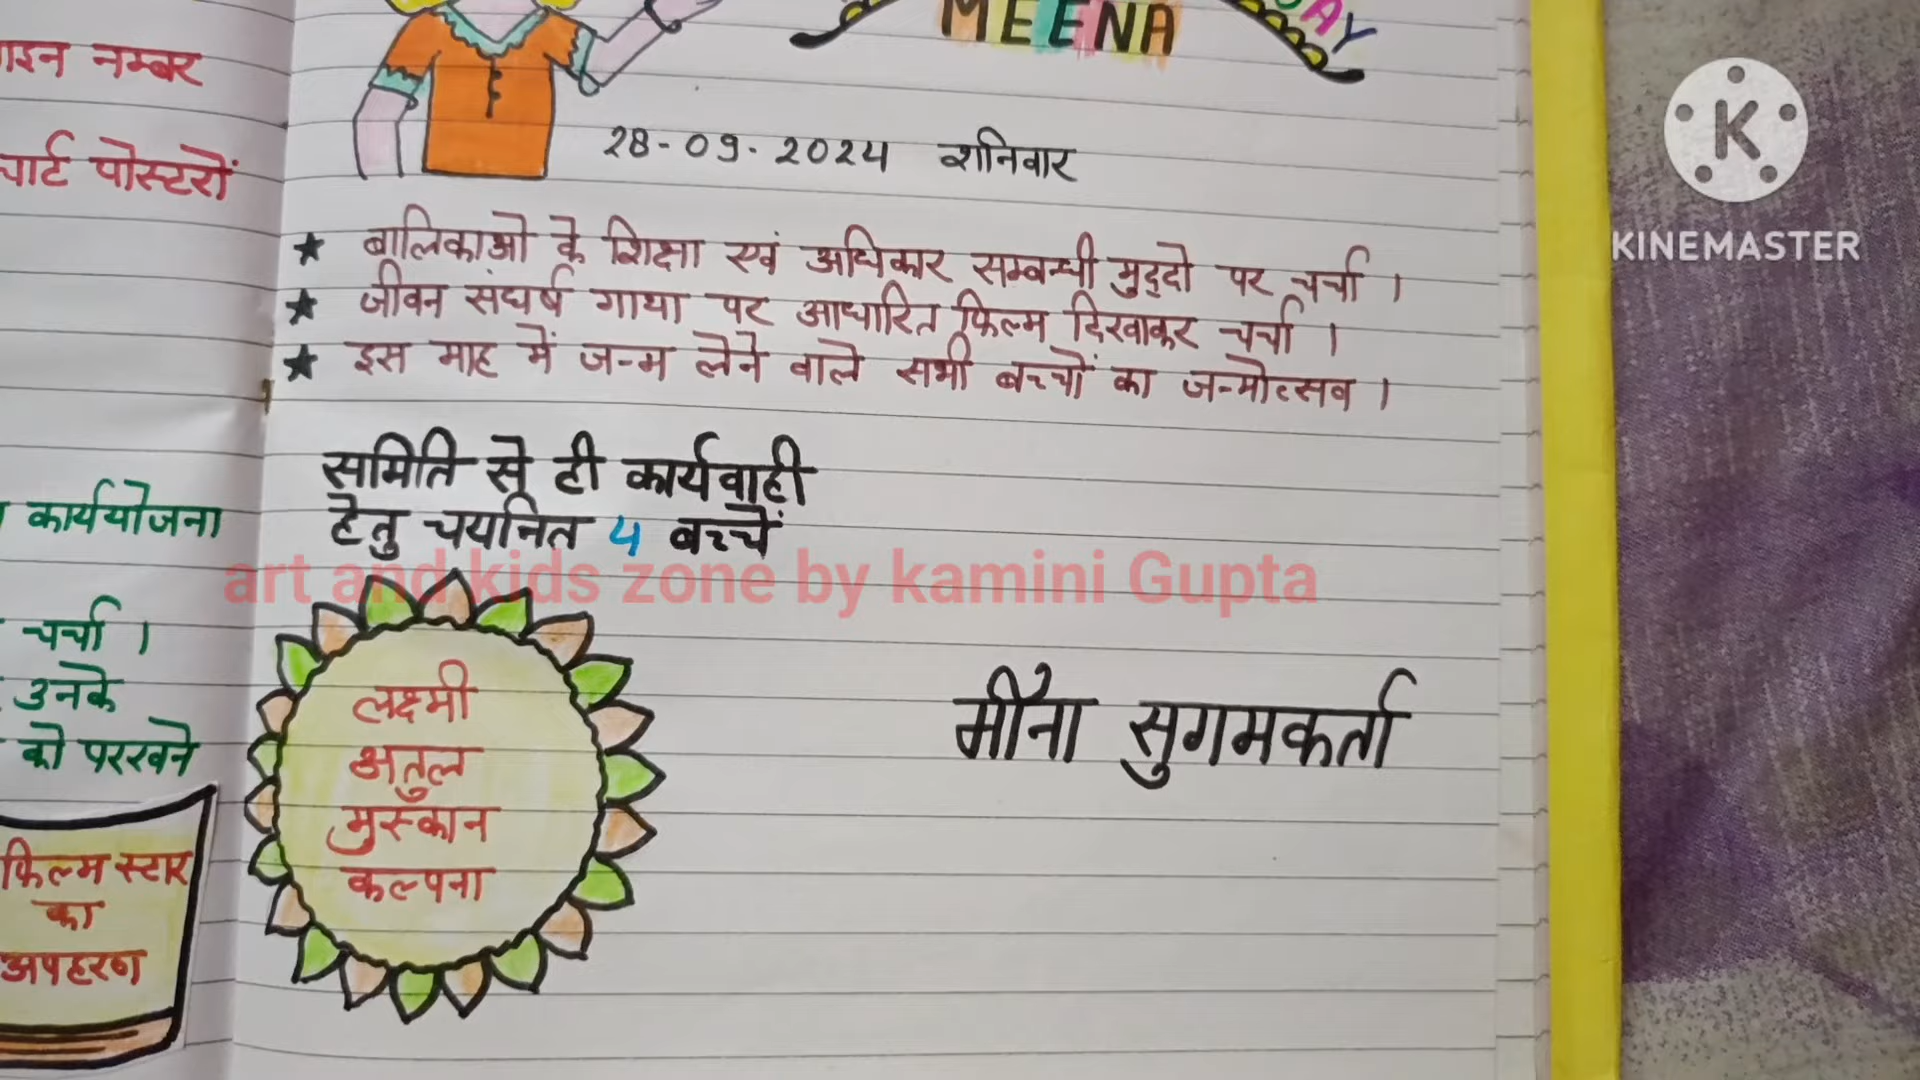 ाइन नम्बर
चार्ट पोस्टरों
कार्ययोजना
चर्चा ।
उनके
को परखने
फिल्म स्टार
का
अपहरण
DAY
MEENA
28-09-2024 शनिवार
★ बालिकाओ के शिक्षा एवं अधिकार सम्बन्धी मुद्दो पर चर्चा ।
★ जीवन संघर्ष गाथा पर आधारित फिल्म दिखाकर चर्चा ।
★ इस माह में जन्म लेने वाले सभी बच्चों का जन्मोत्सव ।
समिति से ही कार्यवाही
हेतु चयनित 4 बच्चें
art and kids zone by kamini Gupta
लक्ष्मी
अतुल
मुस्कान
कल्पना
मीना सुगमकर्ता
K
KINEMASTER